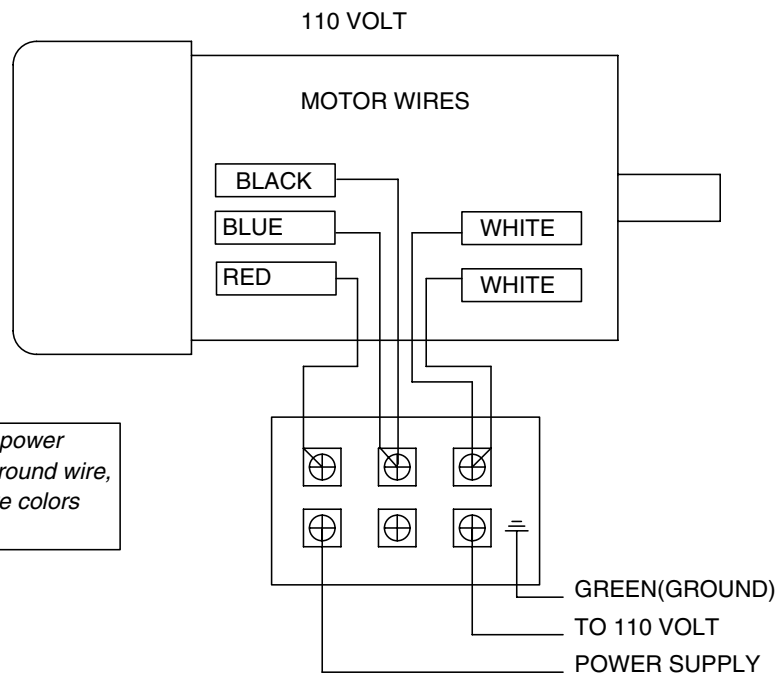 110 VOLT
MOTOR WIRES
BLACK
BLUE
WHITE
RED
WHITE
power
round wire,
e colors
GREEN(GROUND)
TO 110 VOLT
POWER SUPPLY